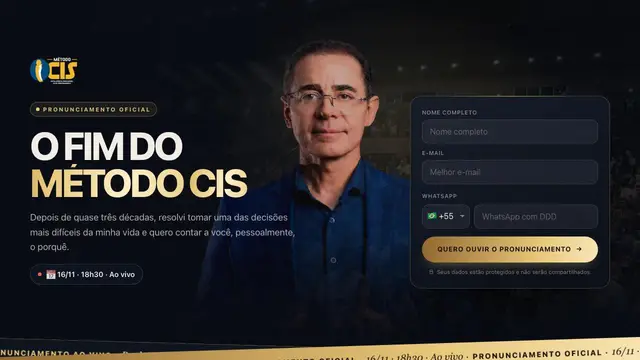 MÉTODO
CIS
PRONUNCIAMENTO OFICIAL
O FIM DO
MÉTODO CIS
Depois de quase três décadas, resolvi tomar uma das decisões
mais difíceis da minha vida e quero contar a você, pessoalmente,
o porquê.
16/11 · 18h30 · Ao vivo
NOME COMPLETO
Nome completo
E-MAIL
Melhor e-mail
WHATSAPP
+55
WhatsApp com DDD
QUERO OUVIR O PRONUNCIAMENTO →
Seus dados estão protegidos e não serão compartilhados.
NUNCIAMENTO AO VIVO
OFICIAL · 16/11 · 18h30 · Ao vivo · PRONUNCIAMENTO OFICIAL · 16/11 ·